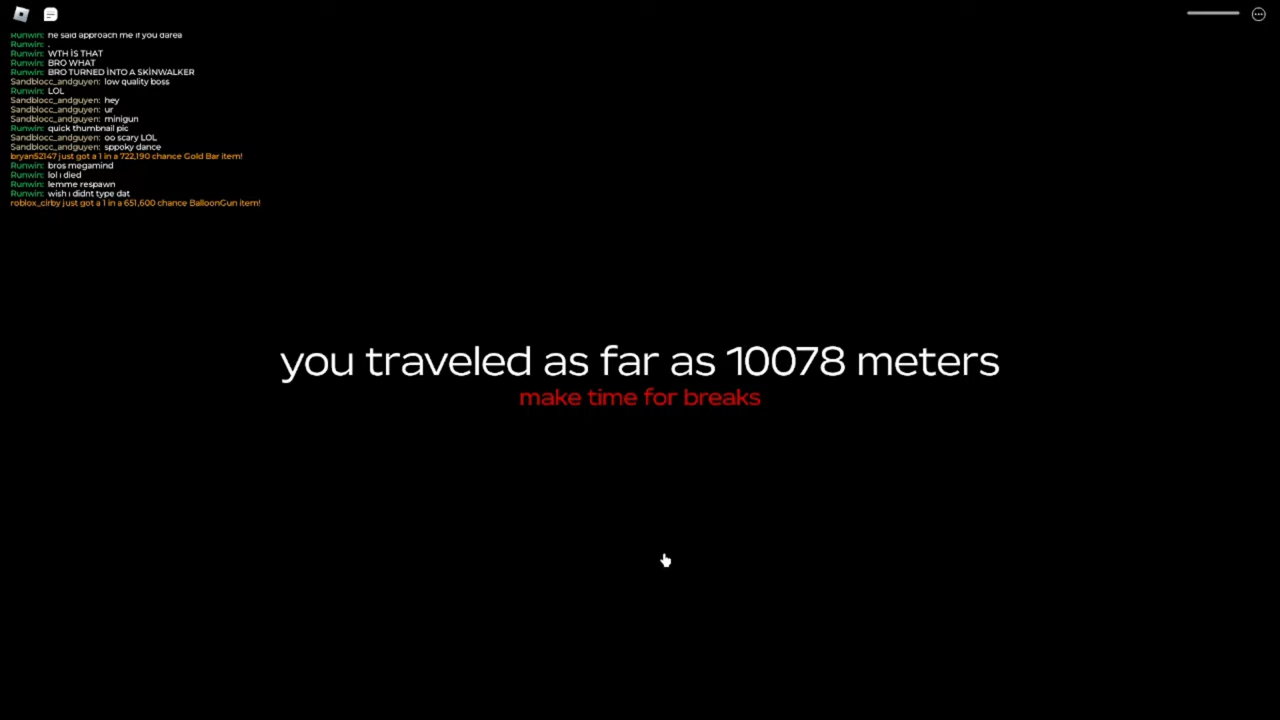 Runwin: he said approach me if you darea
Runwin: .
Runwin: WTH İS THAT
Runwin: BRO WHAT
Runwin: BRO TURNED İNTO A SKİNWALKER
Sandblocc_andguyen: low quality boss
Runwin: LOL
Sandblocc_andguyen: hey
Sandblocc_andguyen: ur
Sandblocc_andguyen: minigun
Runwin: quick thumbnail pic
Sandblocc_andguyen: oo scary LOL
Sandblocc_andguyen: sppoky dance
bryan52147 just got a 1 in a 722,190 chance Gold Bar item!
Runwin: bros megamind
Runwin: lol ı died
Runwin: lemme respawn
Runwin: wish ı didnt type dat
roblox_cirby just got a 1 in a 651,600 chance BalloonGun item!
you traveled as far as 10078 meters
make time for breaks